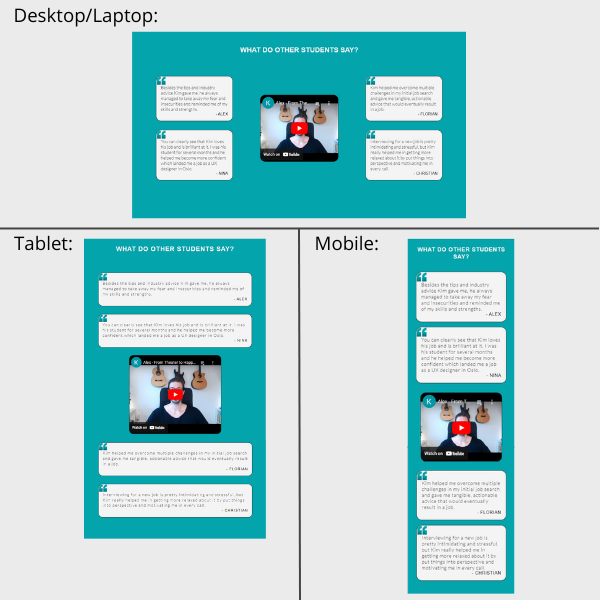 Desktop/Laptop:
WHAT DO OTHER STUDENTS SAY?
Besides the tips and industry
advice Kim gave me, he always
managed to take away my fear and
insecurities and reminded me of my
skills and strengths.
- ALEX
You can clearly see that Kim loves
his job and is brilliant at it. I was his
student for several months and he
helped me become more confident
which landed me a job as a UX
designer in Oslo.
- NINA
K Alex - From The...
Watch on YouTube
Kim helped me overcome multiple
challenges in my initial job search
and gave me tangible, actionable
advice that would eventually result
in a job.
- FLORIAN
Interviewing for a new job is pretty
intimidating and stressful, but Kim
really helped me in getting more
relaxed about it by put things into
perspective and motivating me in
every call.
- CHRISTIAN
Tablet:
WHAT DO OTHER STUDENTS SAY?
Besides the tips and industry advice Kim gave me, he always
managed to take away my fear and insecurities and reminded me of
my skills and strengths.
- ALEX
You can clearly see that Kim loves his job and is brilliant at it. I was
his student for several months and he helped me become more
confident which landed me a job as a UX designer in Oslo.
- NINA
K Alex - From Theater to Happ...
Watch on YouTube
Kim helped me overcome multiple challenges in my initial job search
and gave me tangible, actionable advice that would eventually result
in a job.
- FLORIAN
Interviewing for a new job is pretty intimidating and stressful, but
Kim really helped me in getting more relaxed about it by put things
into perspective and motivating me in every call.
- CHRISTIAN
Mobile:
WHAT DO OTHER STUDENTS
SAY?
Besides the tips and industry
advice Kim gave me, he always
managed to take away my fear
and insecurities and reminded me
of my skills and strengths.
- ALEX
You can clearly see that Kim loves
his job and is brilliant at it. I was
his student for several months
and he helped me become more
confident which landed me a job
as a UX designer in Oslo.
- NINA
K Alex - From T...
Watch on YouTube
Kim helped me overcome multiple
challenges in my initial job search
and gave me tangible, actionable
advice that would eventually
result in a job.
- FLORIAN
Interviewing for a new job is
pretty intimidating and stressful,
but Kim really helped me in
getting more relaxed about it by
put things into perspective and
motivating me in every call.
- CHRISTIAN